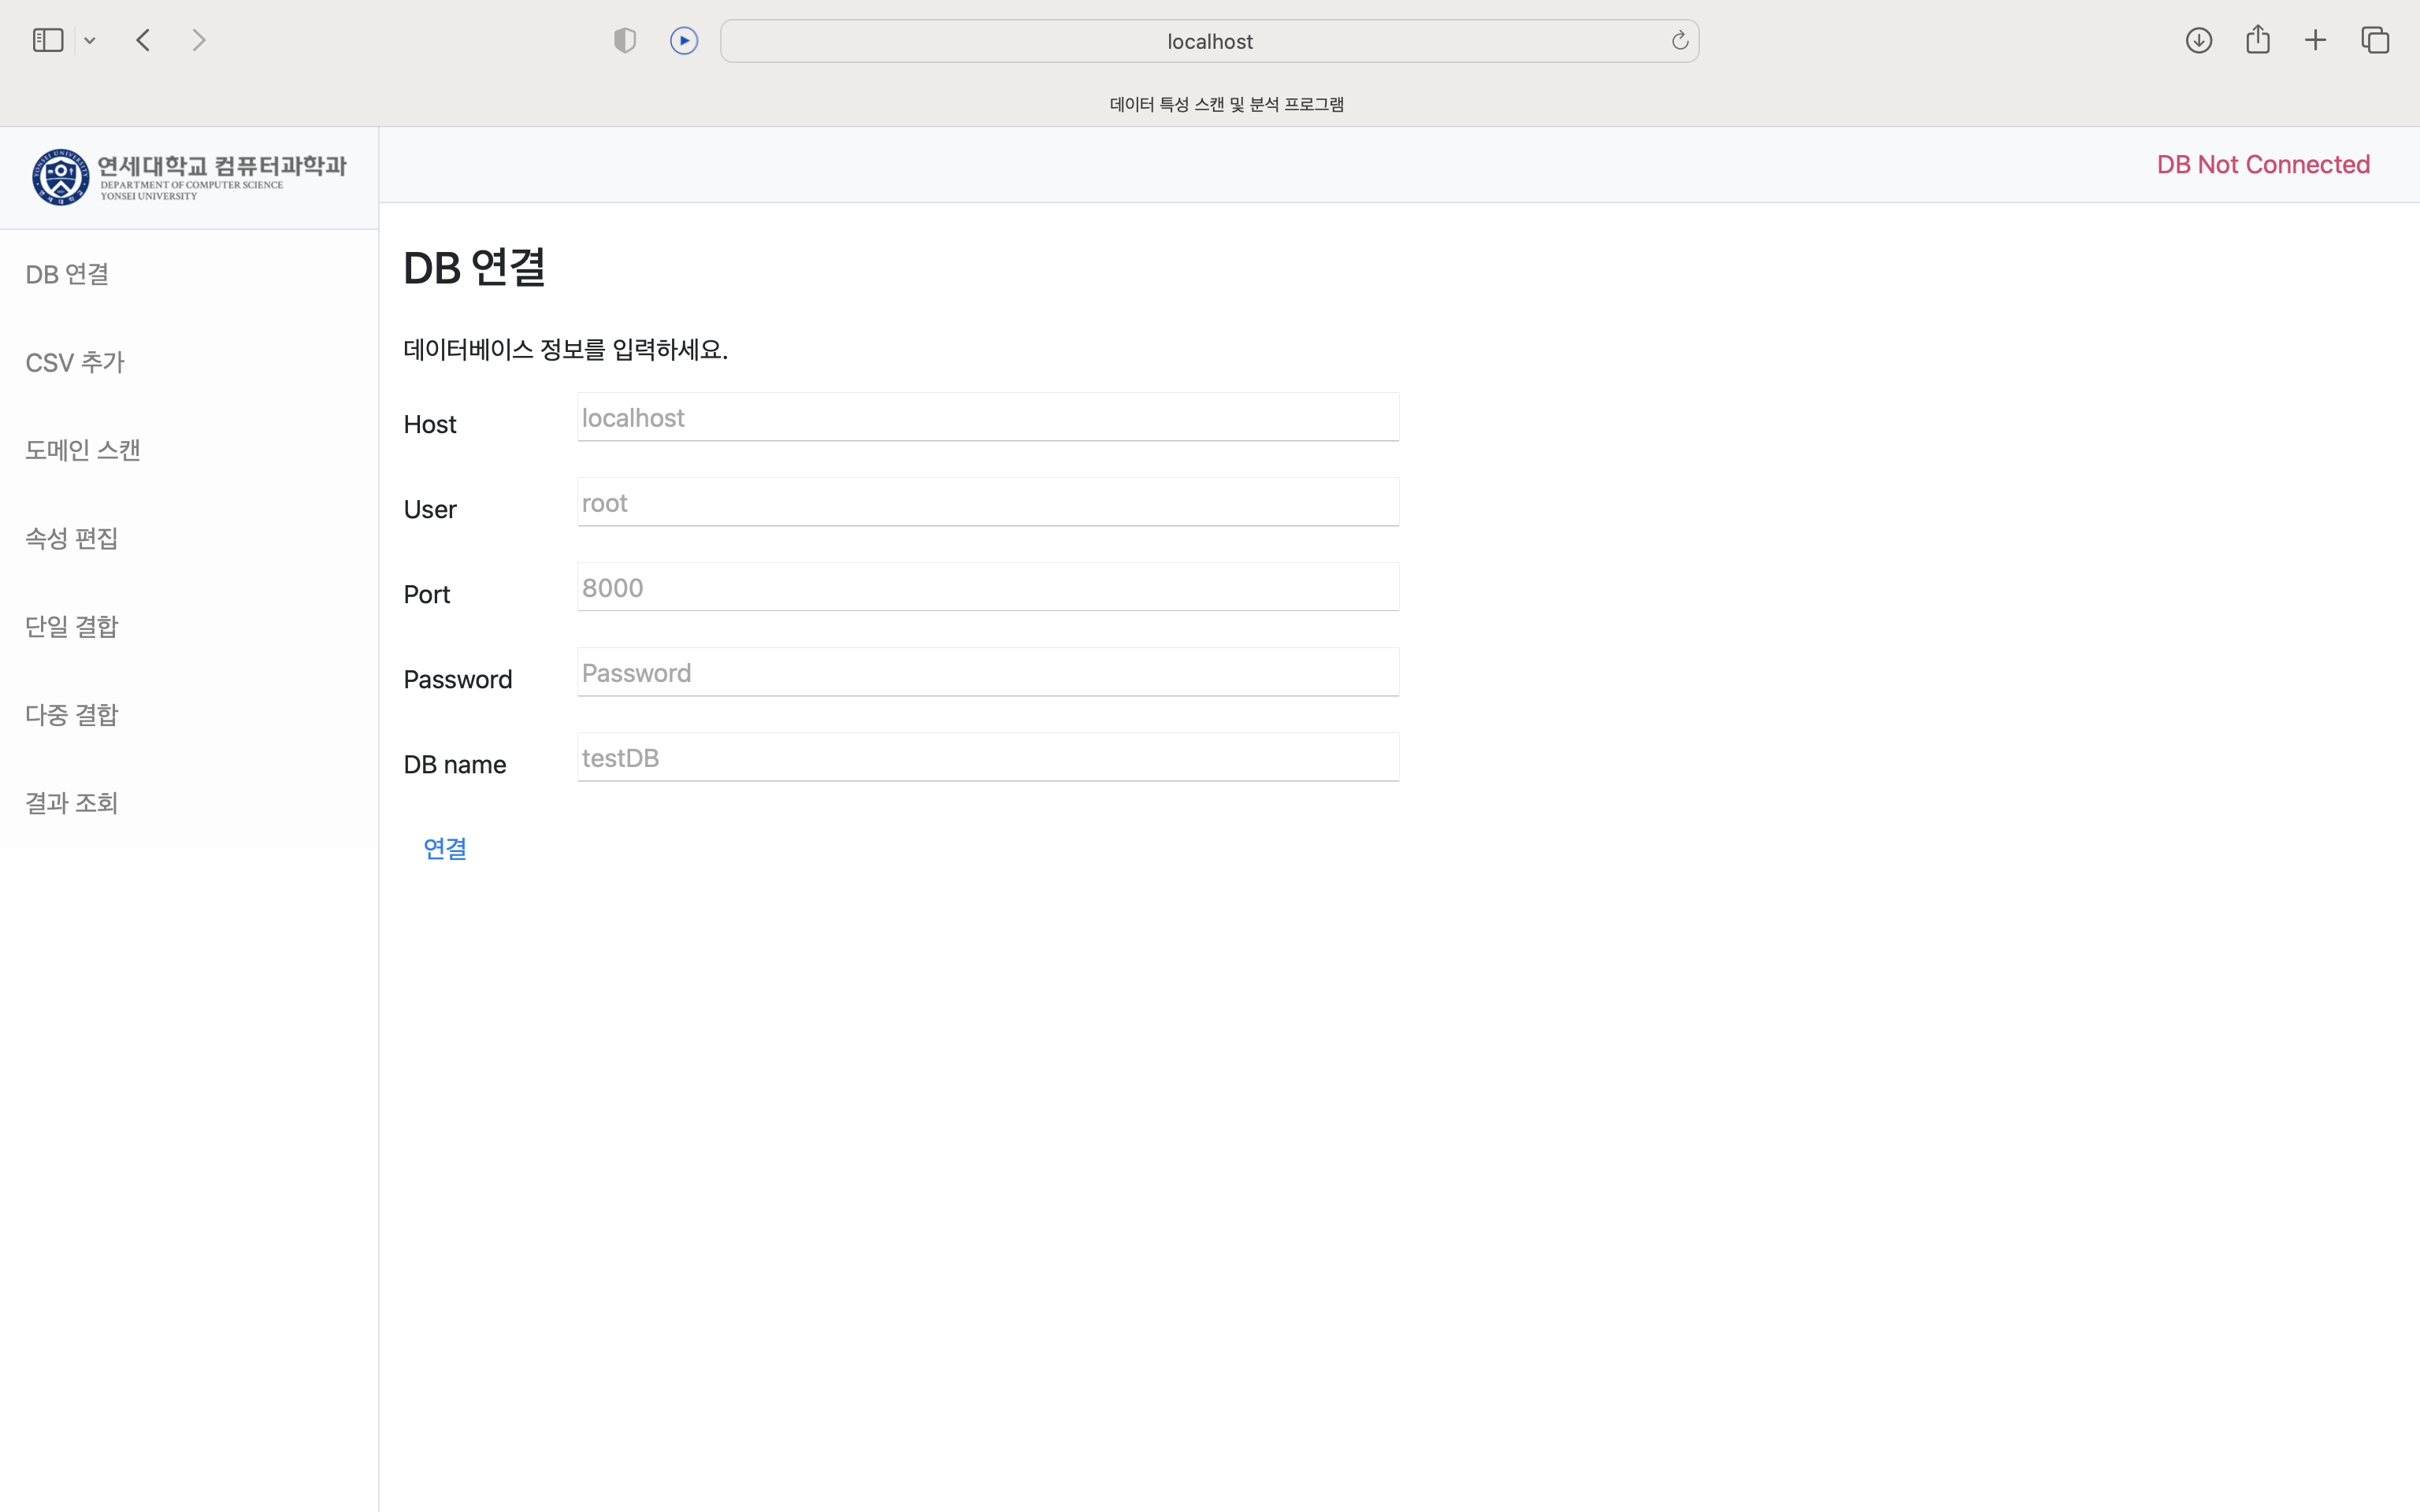 localhost
데이터 특성 스캔 및 분석 프로그램
연세대학교 컴퓨터과학과
DEPARTMENT OF COMPUTER SCIENCE
YONSEI UNIVERSITY
DB Not Connected
DB 연결
CSV 추가
도메인 스캔
속성 편집
단일 결합
다중 결합
결과 조회
DB 연결
데이터베이스 정보를 입력하세요.
Host localhost
User root
Port 8000
Password Password
DB name testDB
연결